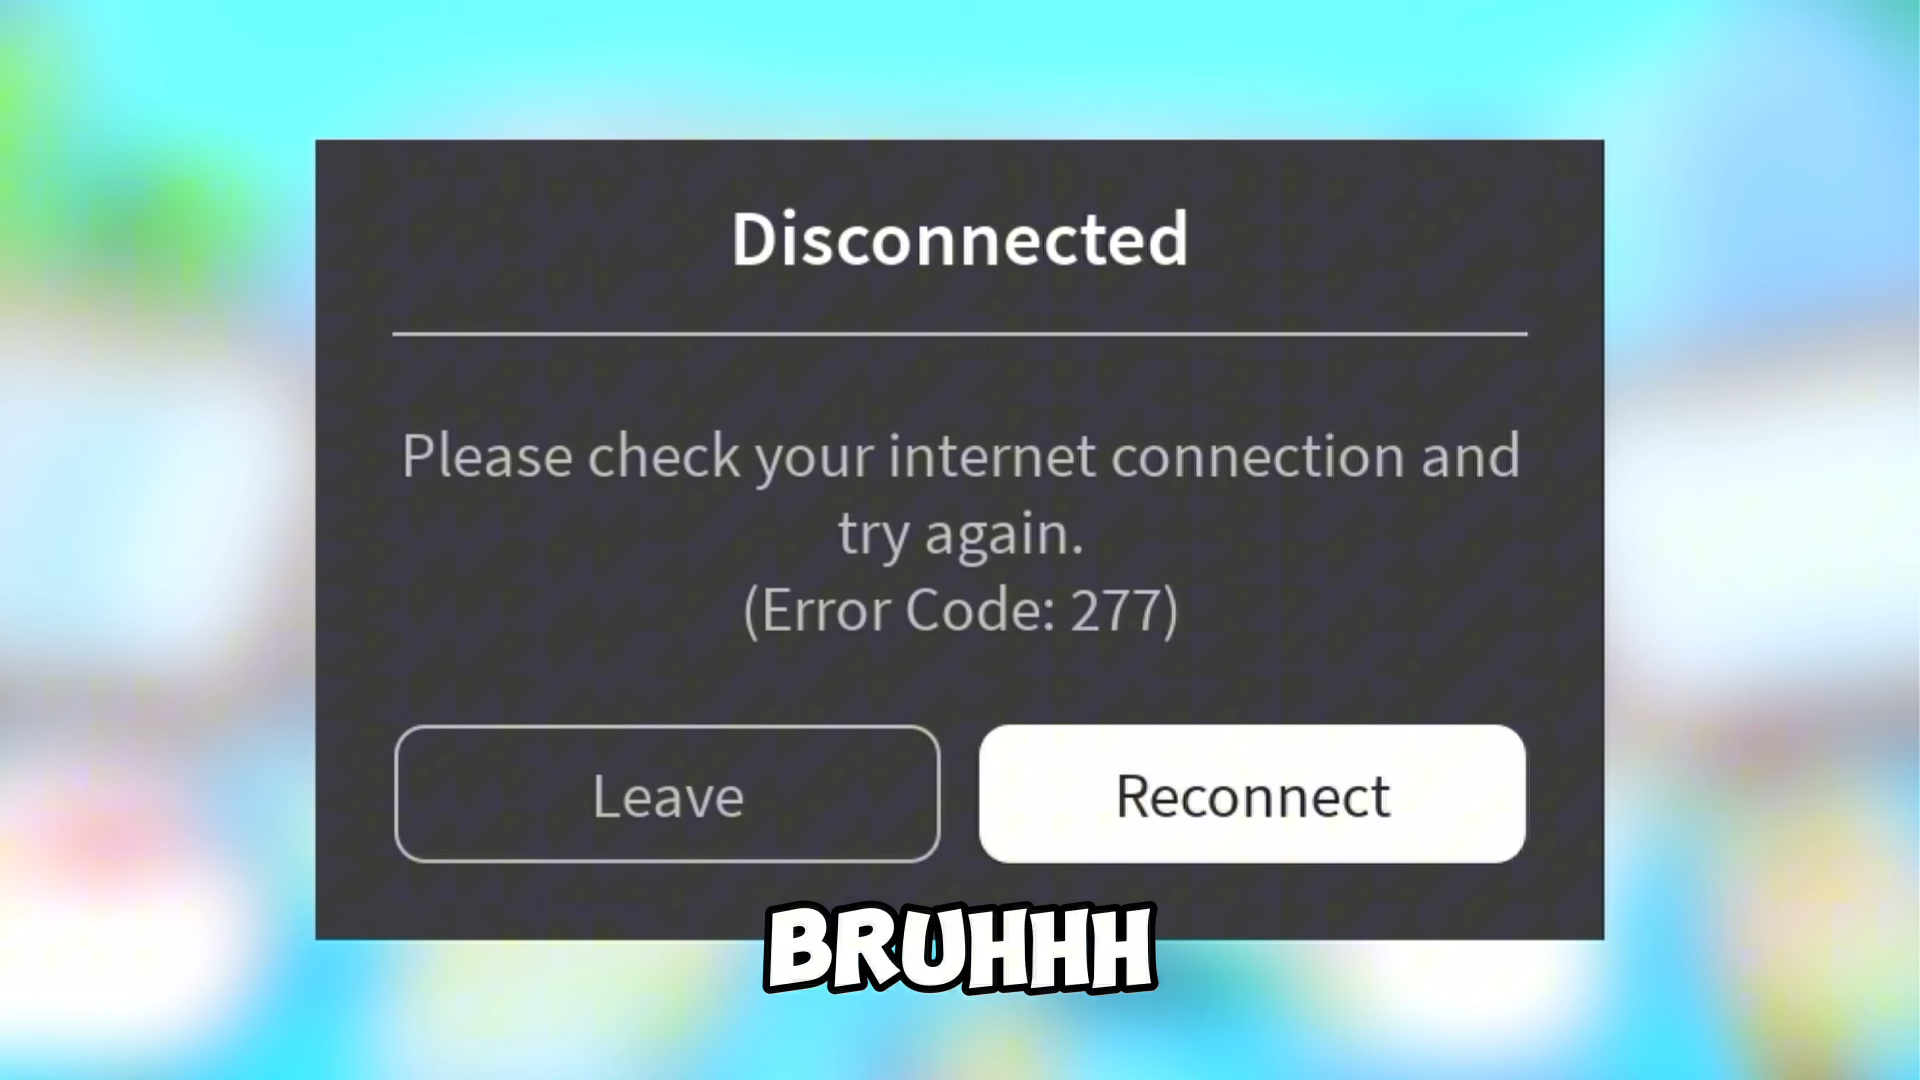 Disconnected
Please check your internet connection and
try again.
(Error Code: 277)
Leave
Reconnect
BRUHHH